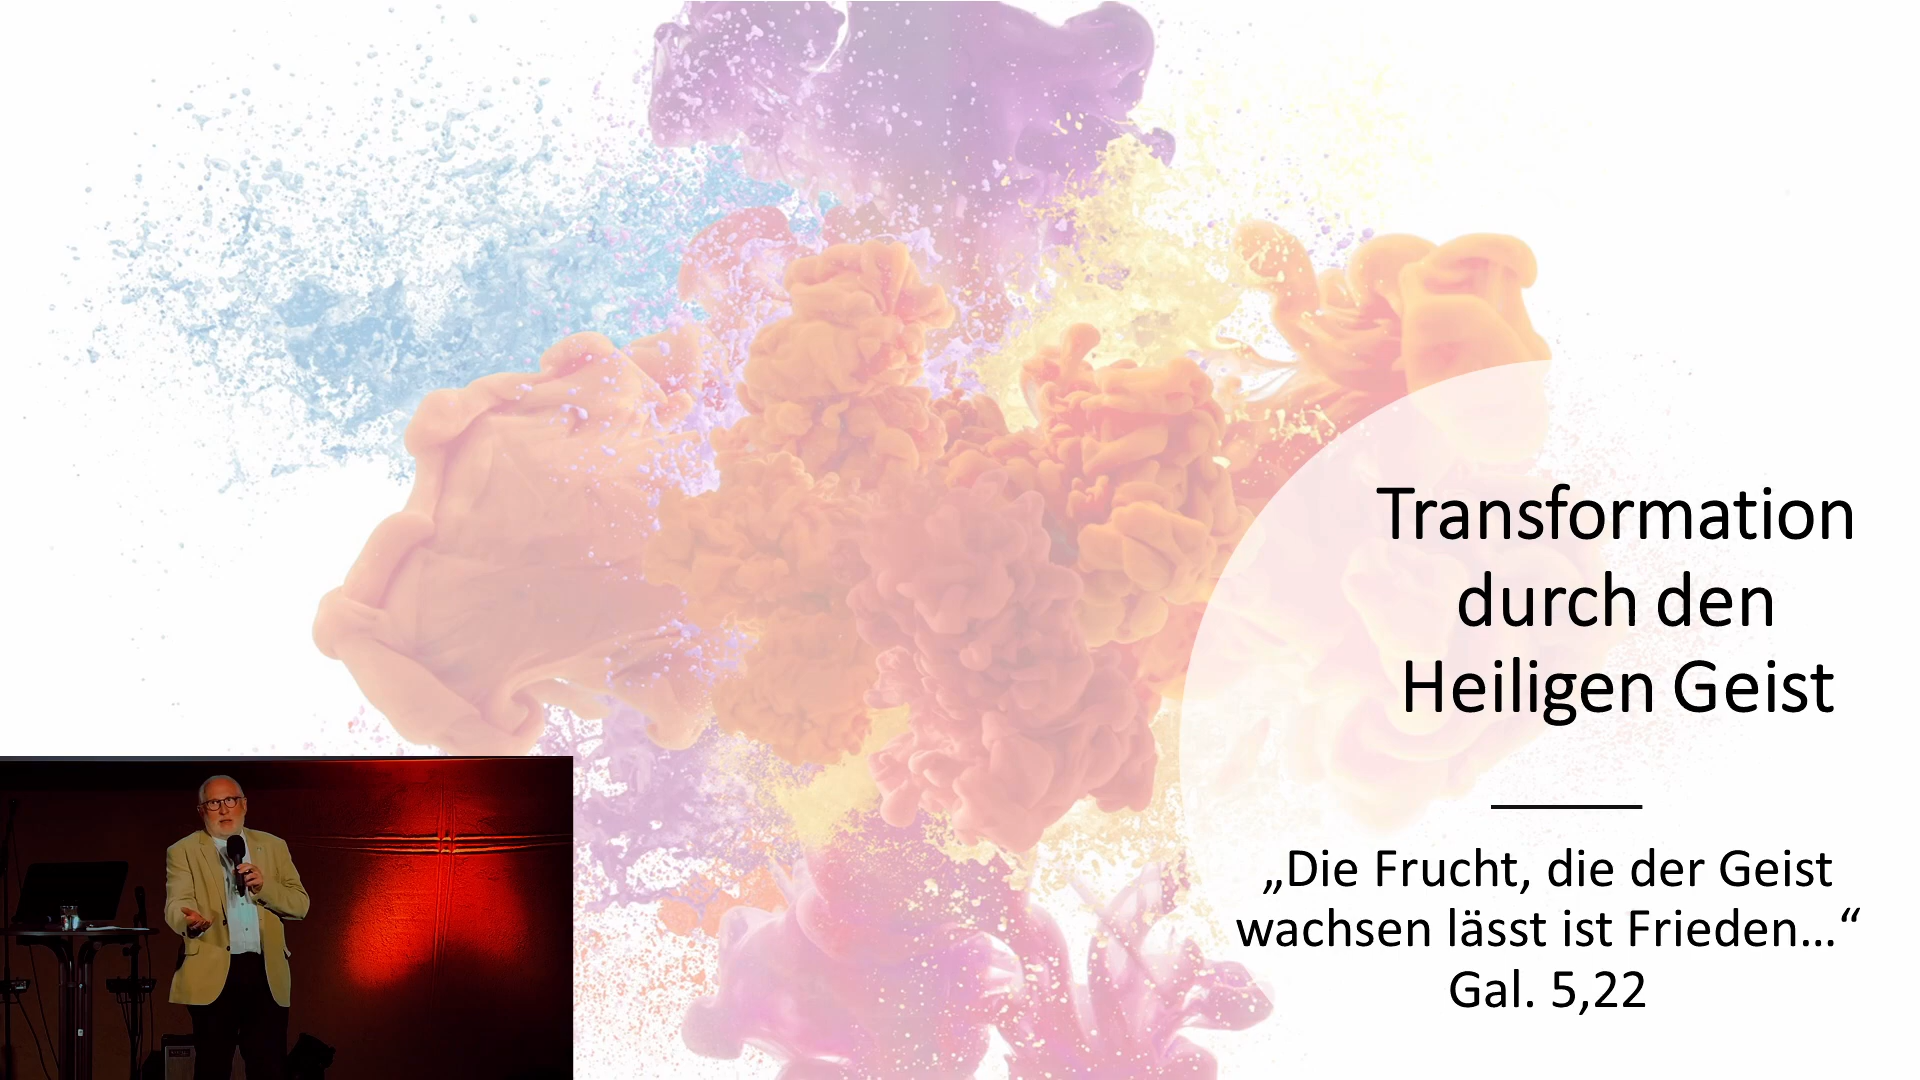 Transformation
durch den
Heiligen Geist
„Die Frucht, die der Geist
wachsen lässt ist Frieden…“
Gal. 5,22